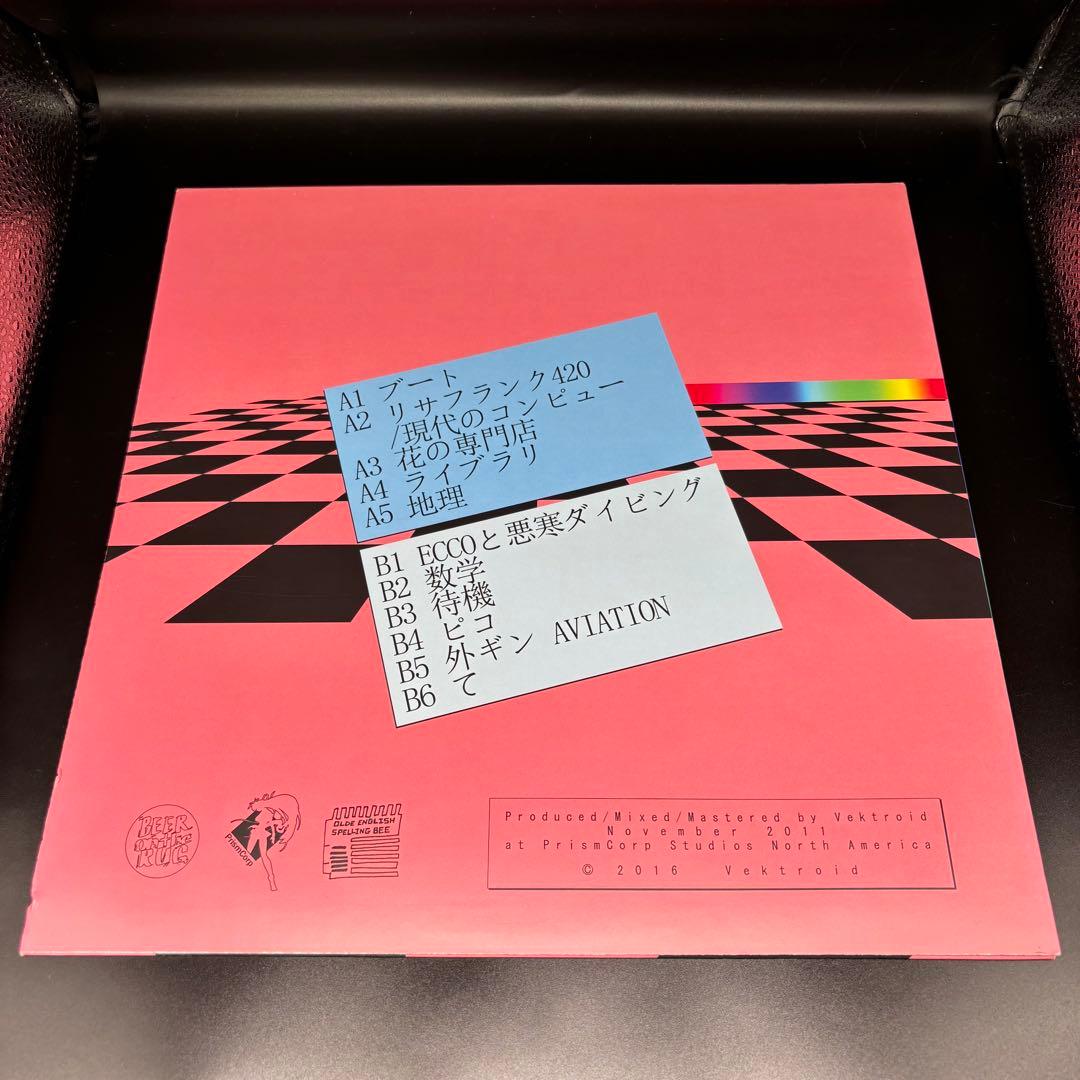 A1 ブート
A2 リサフランク420
/現代のコンピュー
A3 花の専門店
A4 ライブラリ
A5 地理
B1 ECCOと悪寒ダイビング
B2 数学
B3 待機
B4 ピコ
B5 外ギン AVIATION
B6 て
BEER
ON THE
RUG
PrismCorp
OLDE ENGLISH
SPELLING BEE
Produced/Mixed/Mastered by Vektroid
November 2011
at PrismCorp Studios North America
© 2016 Vektroid